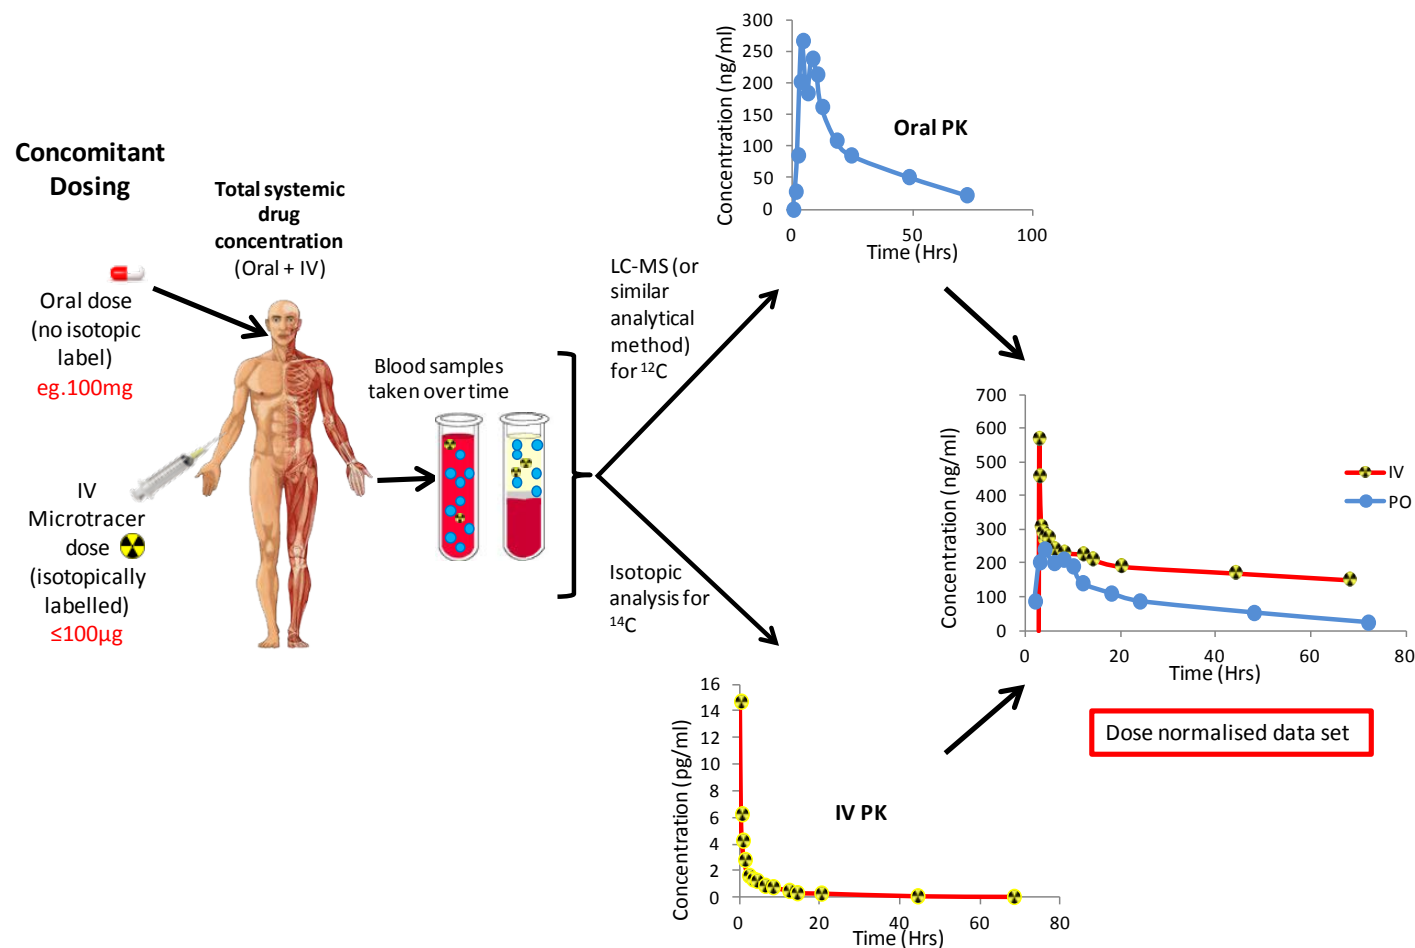 Concomitant
Dosing
Total systemic
drug
concentration
(Oral + IV)
Oral dose
(no isotopic
label)
eg.100mg
IV
Microtracer
dose
(isotopically
labelled)
≤100µg
Blood samples
taken over time
LC-MS (or
similar
analytical
method)
for ¹²C
Isotopic
analysis for
¹⁴C
Concentration (ng/ml)
300
250
200
150
100
50
0
0 50 100
Time (Hrs)
Oral PK
Concentration (pg/ml)
16
14
12
10
8
6
4
2
0
0 20 40 60 80
Time (Hrs)
IV PK
Concentration (ng/ml)
700
600
500
400
300
200
100
0
0 20 40 60 80
Time (Hrs)
IV
PO
Dose normalised data set